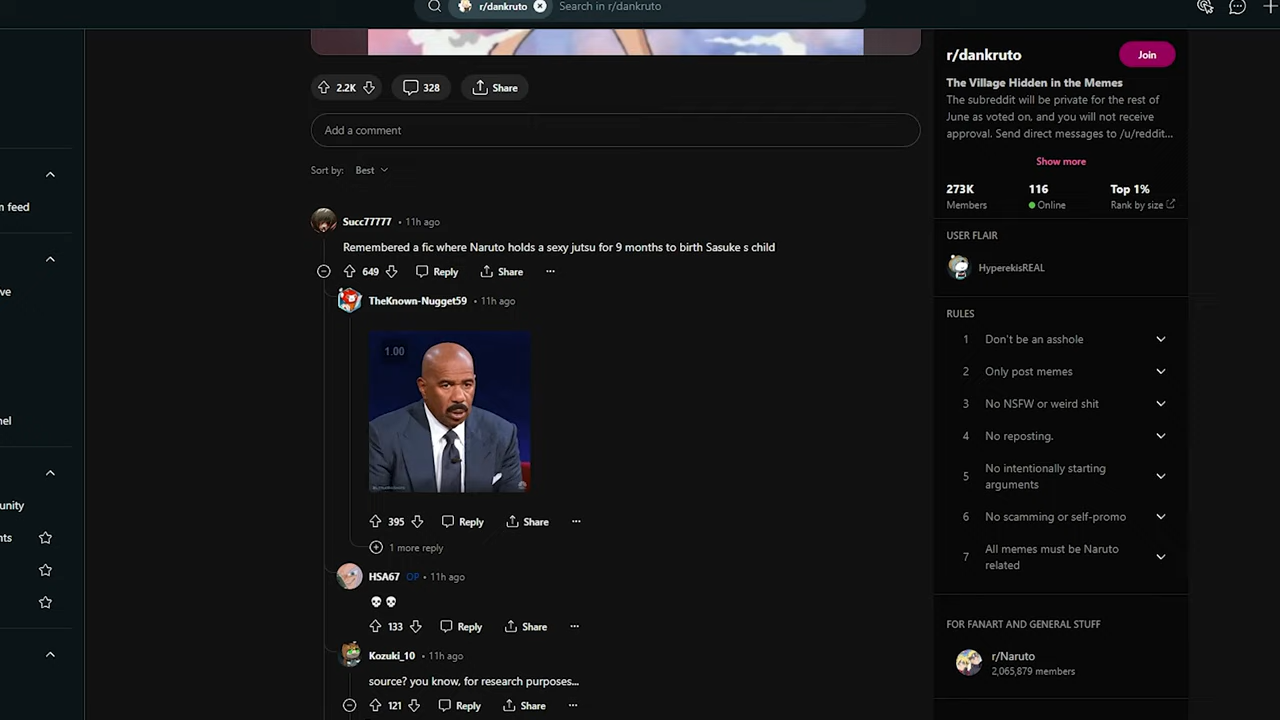 r/dankruto
Search in r/dankruto
2.2K
328
Share
Add a comment
Sort by:
Best
Succ77777 • 11h ago
Remembered a fic where Naruto holds a sexy jutsu for 9 months to birth Sasuke s child
649
Reply
Share
TheKnown-Nugget59 • 11h ago
1.00
395
Reply
Share
1 more reply
HSA67 OP • 11h ago
133
Reply
Share
Kozuki_10 • 11h ago
source? you know, for research purposes...
121
Reply
Share
r/dankruto
Join
The Village Hidden in the Memes
The subreddit will be private for the rest of
June as voted on, and you will not receive
approval. Send direct messages to /u/reddit...
Show more
273K
116
Top 1%
Members
Online
Rank by size
USER FLAIR
HyperekisREAL
RULES
1 Don't be an asshole
2 Only post memes
3 No NSFW or weird shit
4 No reposting.
5 No intentionally starting
arguments
6 No scamming or self-promo
7 All memes must be Naruto
related
FOR FANART AND GENERAL STUFF
r/Naruto
2,065,879 members
feed